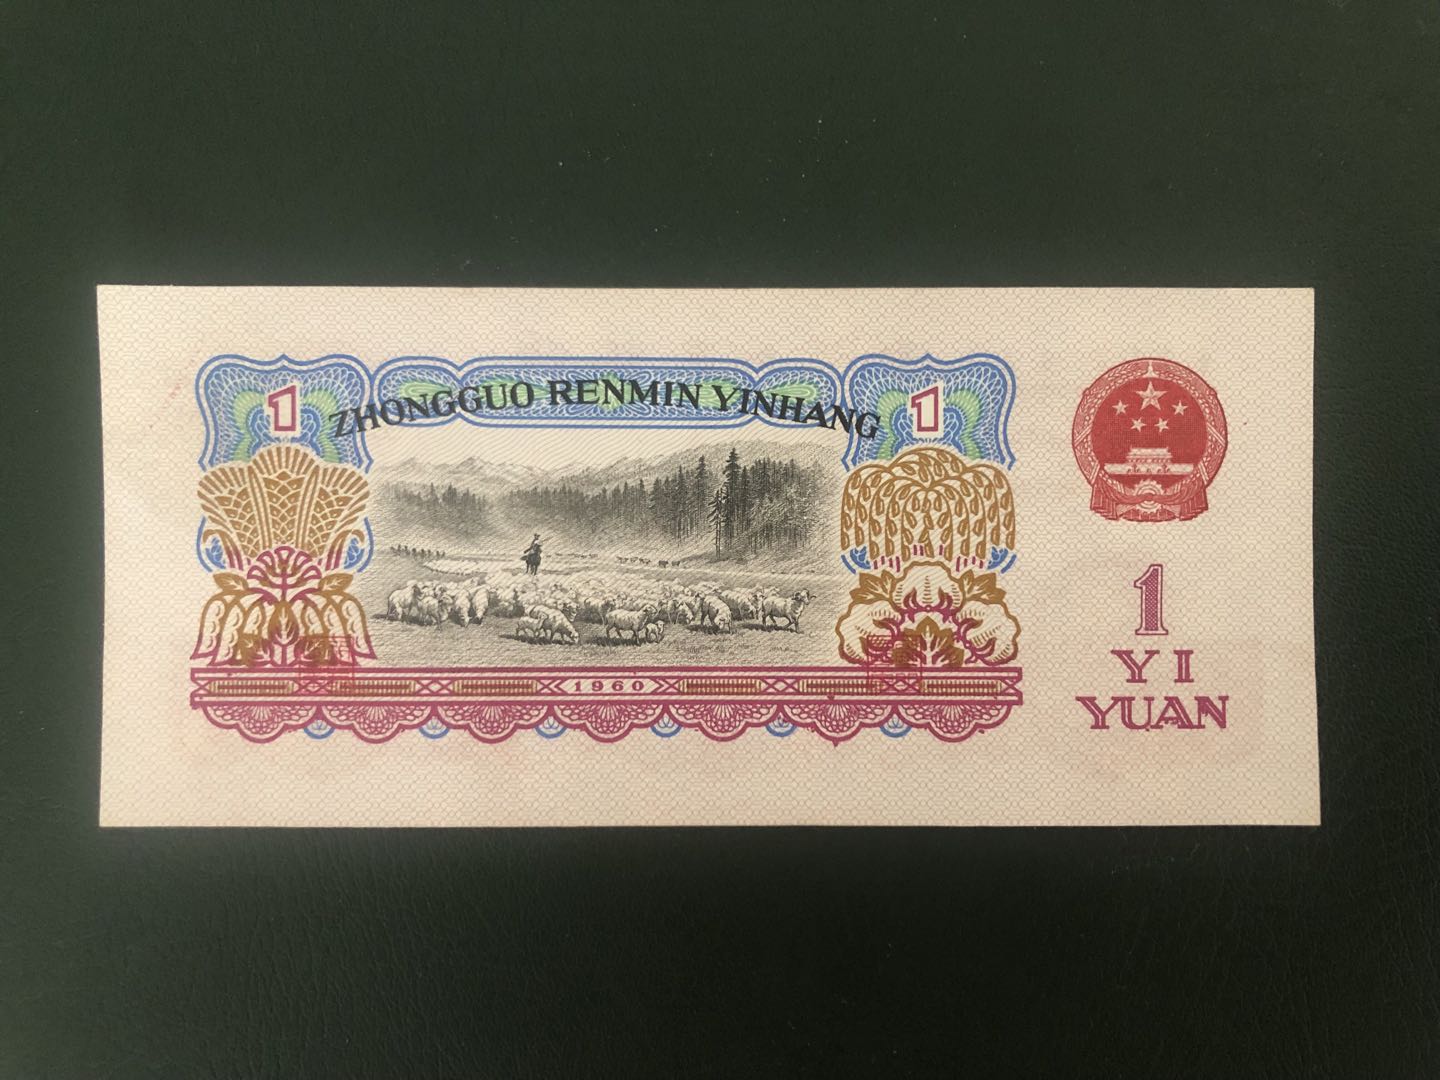 1
ZHONGGUO RENMIN YINHANG
1
1960
1
YI
YUAN